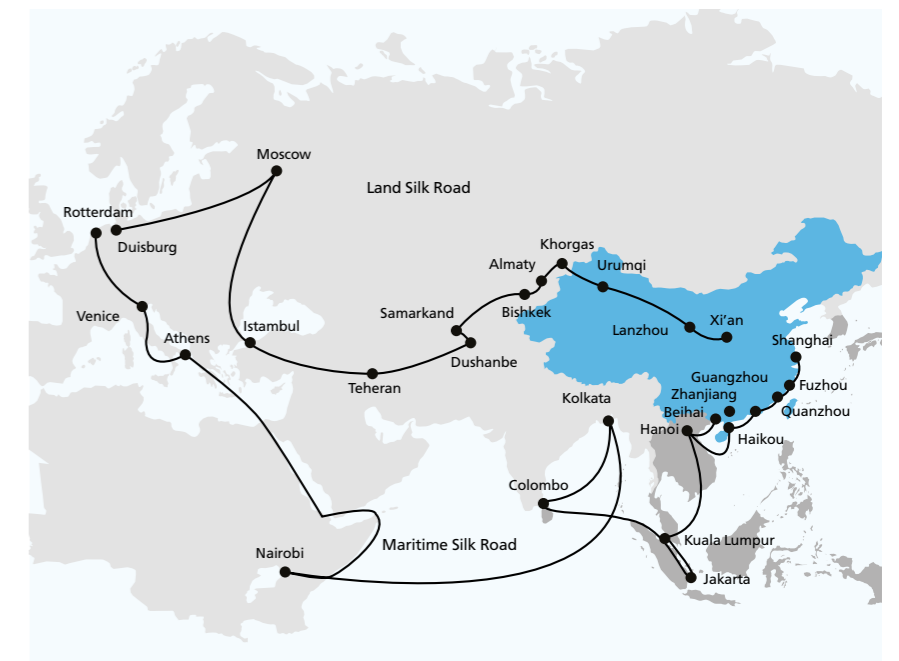 Moscow
Land Silk Road
Rotterdam
Duisburg
Khorgas
Almaty
Urumqi
Venice
Istambul
Samarkand
Bishkek
Lanzhou
Xi'an
Athens
Dushanbe
Shanghai
Teheran
Guangzhou
Fuzhou
Zhanjiang
Kolkata
Beihai
Quanzhou
Hanoi
Haikou
Colombo
Maritime Silk Road
Kuala Lumpur
Nairobi
Jakarta